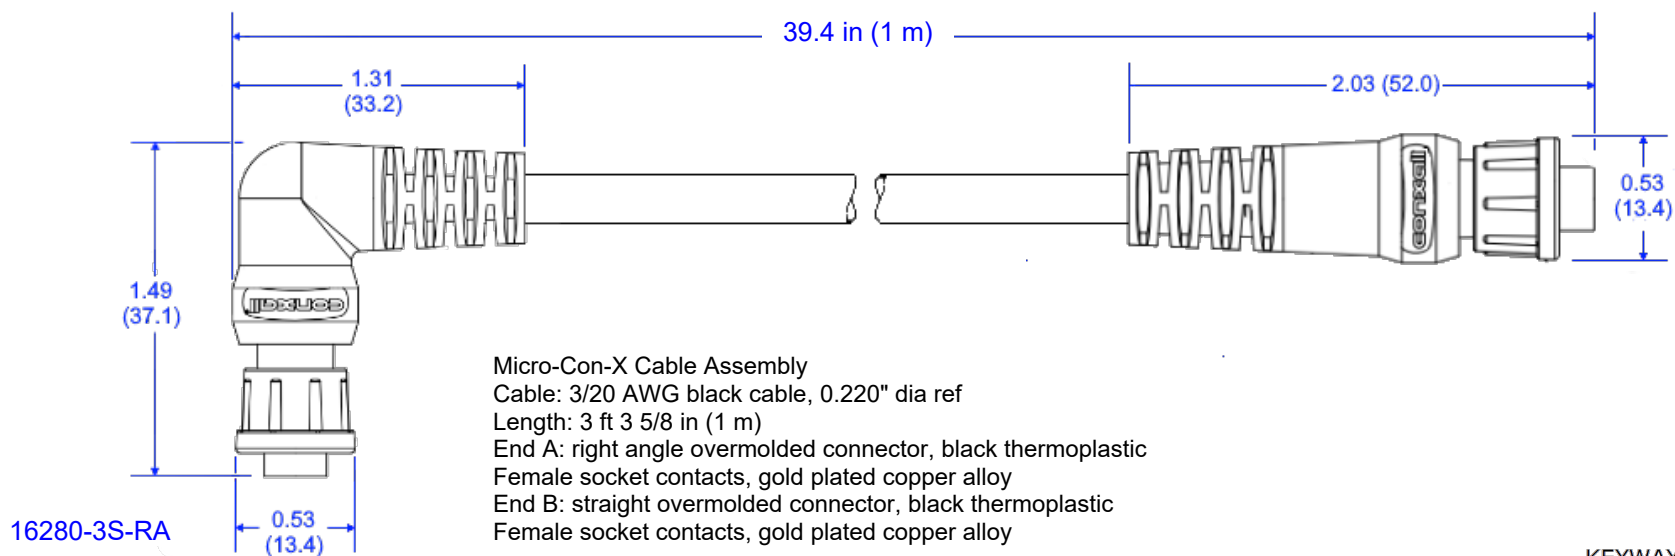 39.4 in (1 m)
1.31
(33.2)
2.03 (52.0)
0.53
(13.4)
1.49
(37.1)
conxall
conxall
Micro-Con-X Cable Assembly
Cable: 3/20 AWG black cable, 0.220" dia ref
Length: 3 ft 3 5/8 in (1 m)
End A: right angle overmolded connector, black thermoplastic
Female socket contacts, gold plated copper alloy
End B: straight overmolded connector, black thermoplastic
Female socket contacts, gold plated copper alloy
16280-3S-RA
0.53
(13.4)